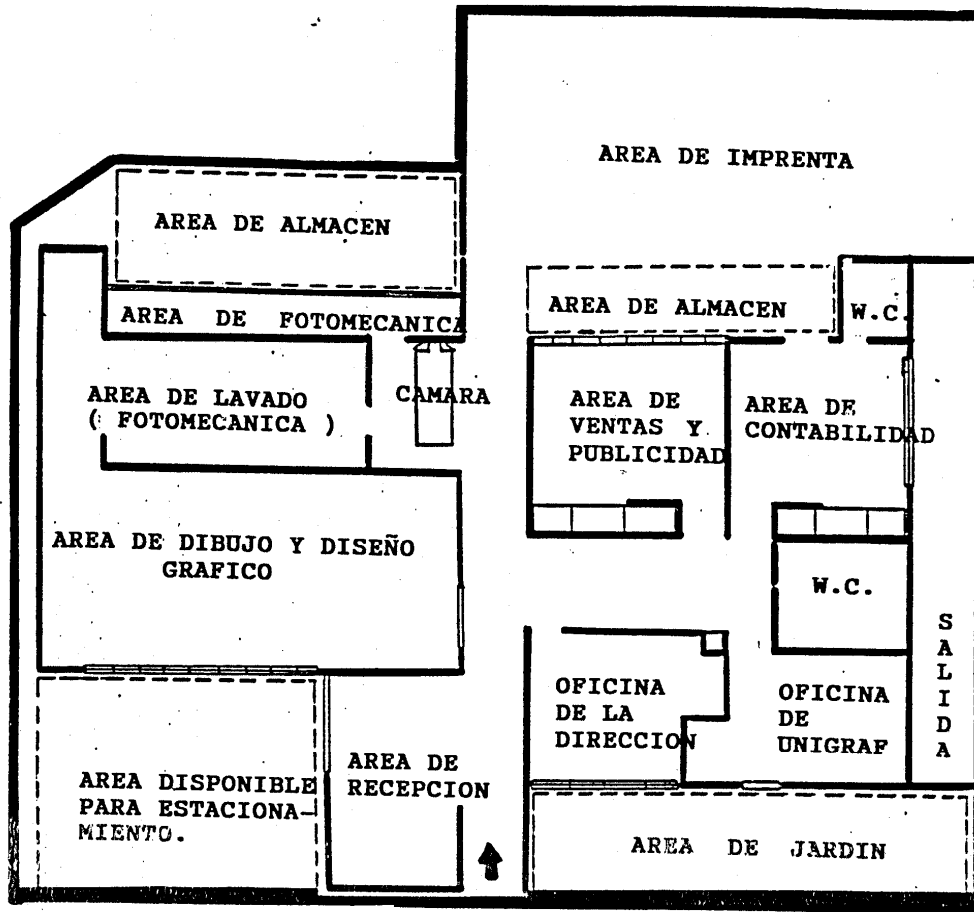 AREA DE IMPRENTA
AREA DE ALMACEN
AREA DE FOTOMECANICA
AREA DE ALMACEN
W.C.
AREA DE LAVADO
( FOTOMECANICA )
CAMARA
AREA DE
VENTAS Y
PUBLICIDAD
AREA DE
CONTABILIDAD
AREA DE DIBUJO Y DISEÑO
GRAFICO
W.C.
SALIDA
OFICINA
DE LA
DIRECCION
OFICINA
DE
UNIGRAF
AREA DISPONIBLE
PARA ESTACIONA-
MIENTO.
AREA DE
RECEPCION
AREA DE JARDIN